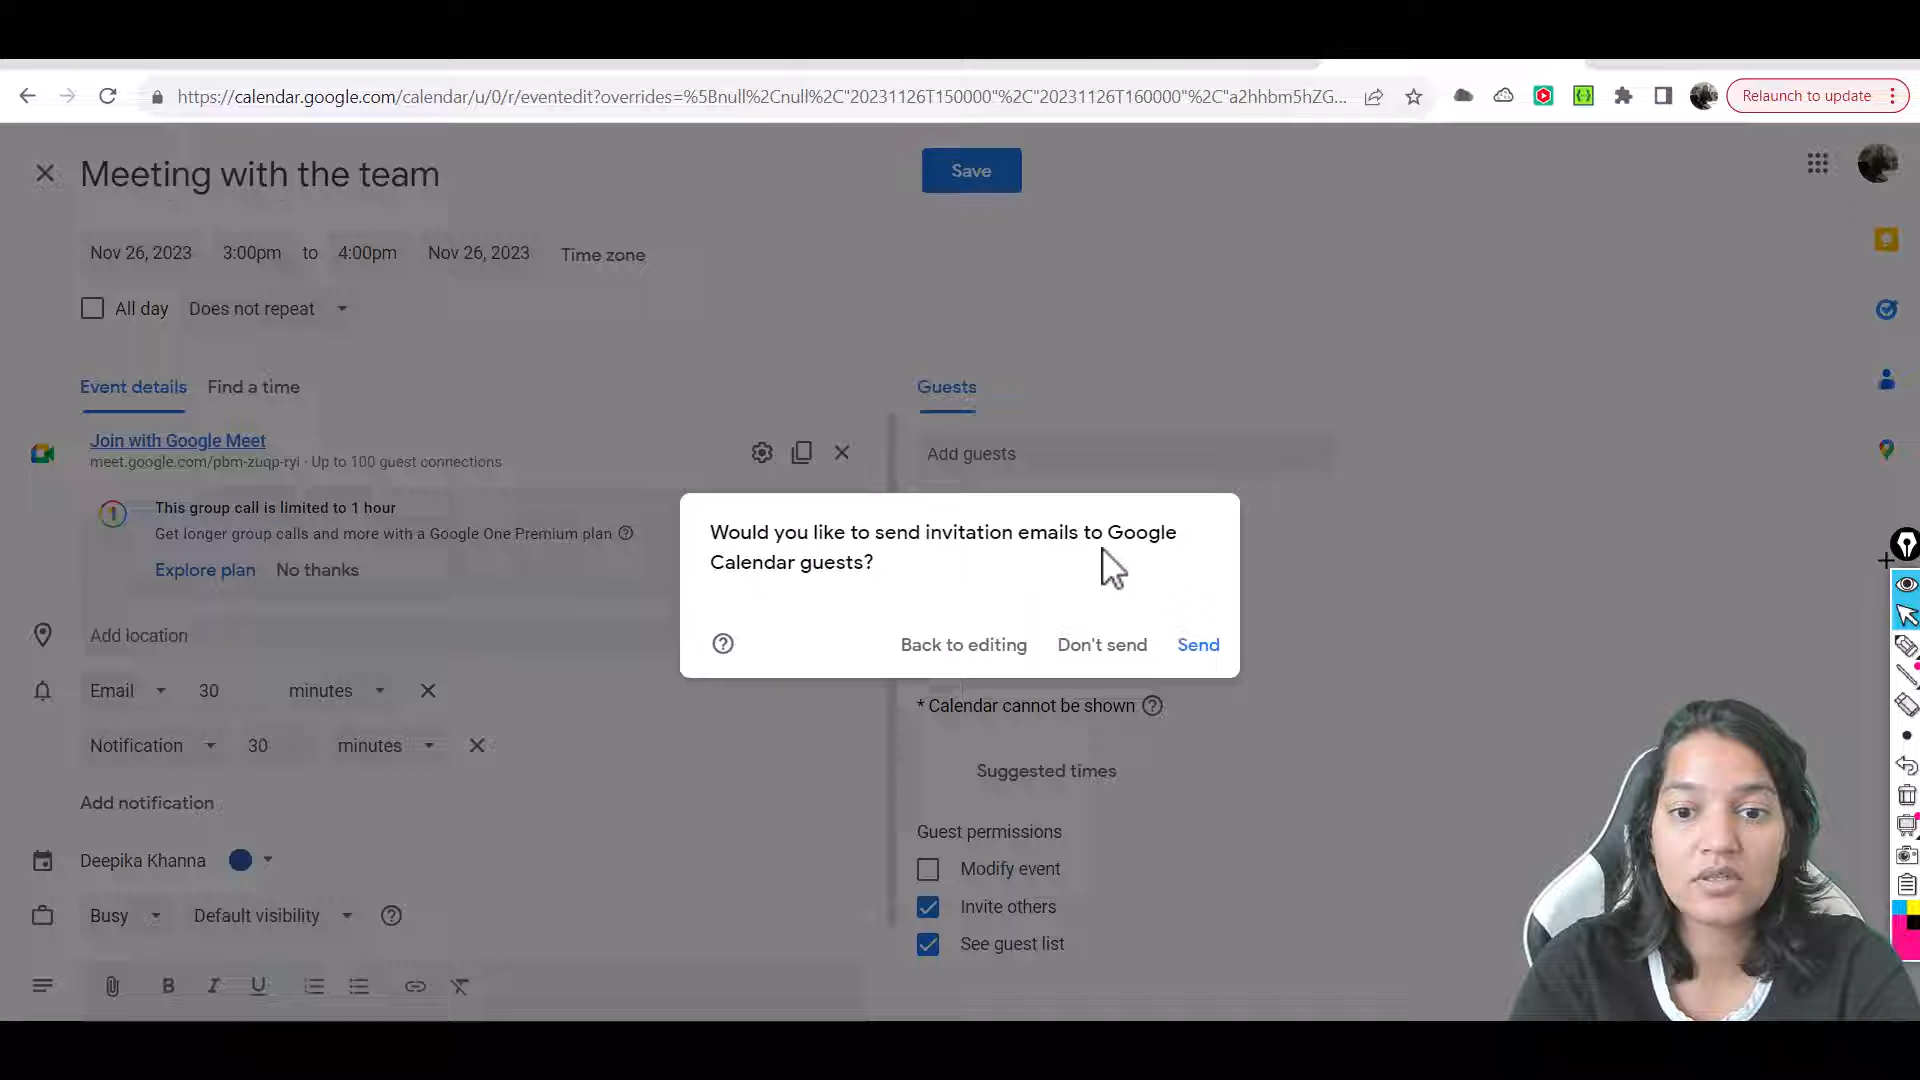 https://calendar.google.com/calendar/u/0/r/eventedit?overrides=%5Bnull%2Cnull%2C"20231126T150000"%2C"20231126T160000"%2C"a2hhbm5hZG...
Relaunch to update
Meeting with the team
Save
Nov 26, 2023 3:00pm to 4:00pm Nov 26, 2023 Time zone
All day Does not repeat
Event details Find a time
Guests
Join with Google Meet
meet.google.com/pbm-zuqp-ryi · Up to 100 guest connections
Add guests
This group call is limited to 1 hour
Get longer group calls and more with a Google One Premium plan
Explore plan No thanks
Would you like to send invitation emails to Google
Calendar guests?
Back to editing Don't send Send
Add location
Email 30 minutes
Notification 30 minutes
Add notification
* Calendar cannot be shown
Suggested times
Guest permissions
Modify event
Invite others
See guest list
Deepika Khanna
Busy Default visibility
B I U